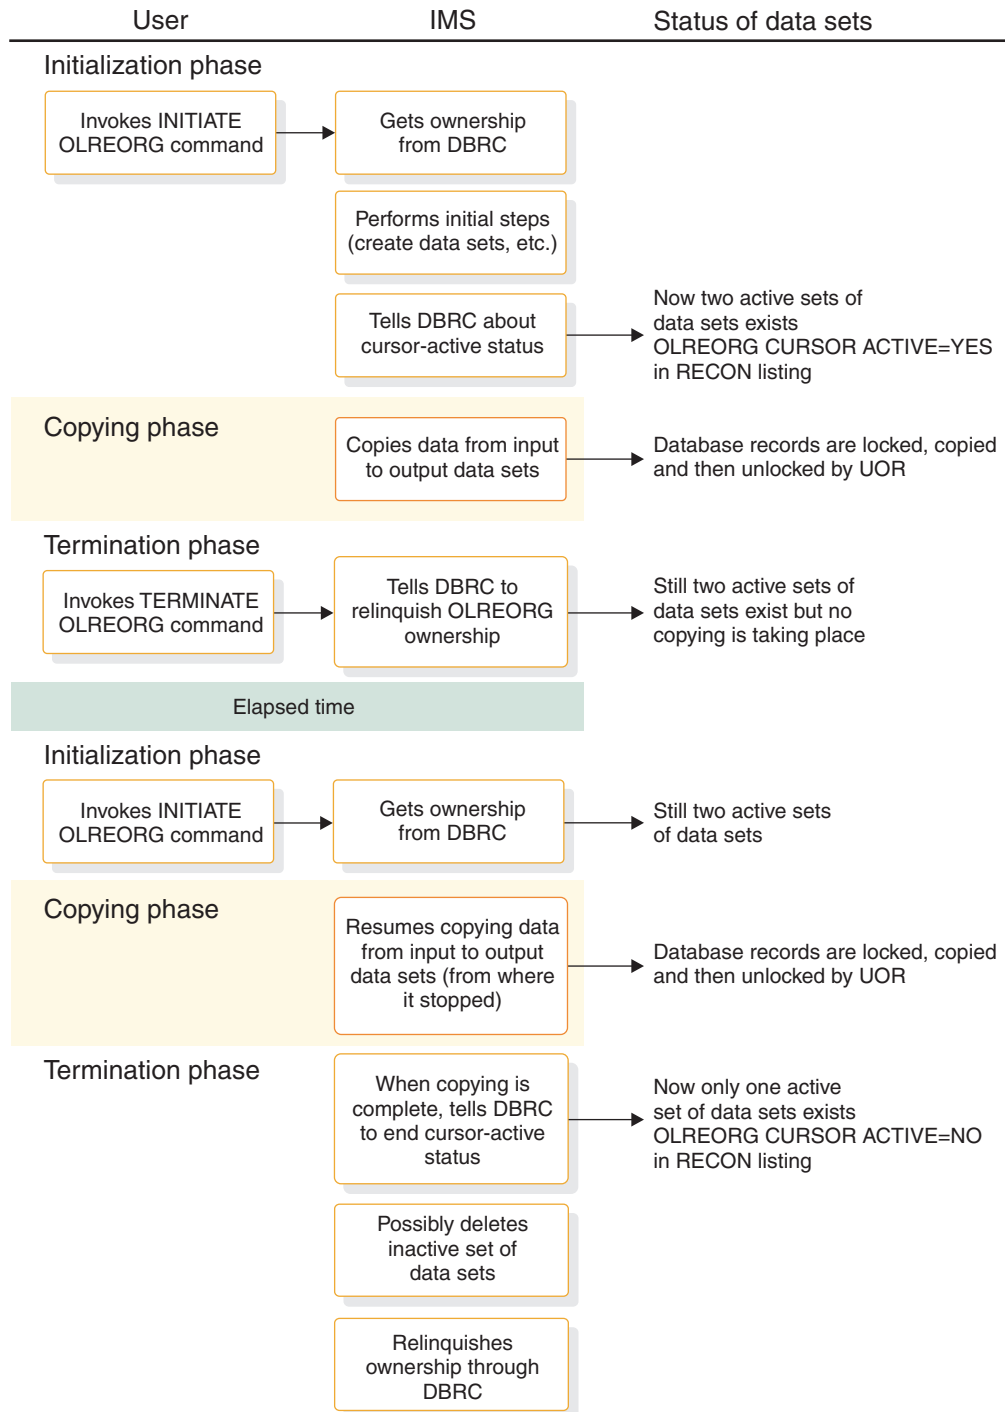 User
IMS
Status of data sets
Initialization phase
Invokes INITIATE
OLREORG command
Gets ownership
from DBRC
Performs initial steps
(create data sets, etc.)
Tells DBRC about
cursor-active status
Now two active sets of
data sets exists
OLREORG CURSOR ACTIVE=YES
in RECON listing
Copying phase
Copies data from input
to output data sets
Database records are locked, copied
and then unlocked by UOR
Termination phase
Invokes TERMINATE
OLREORG command
Tells DBRC to
relinquish OLREORG
ownership
Still two active sets of
data sets exist but no
copying is taking place
Elapsed time
Initialization phase
Invokes INITIATE
OLREORG command
Gets ownership
from DBRC
Still two active sets
of data sets
Copying phase
Resumes copying data
from input to output
data sets (from where
it stopped)
Database records are locked, copied
and then unlocked by UOR
Termination phase
When copying is
complete, tells DBRC
to end cursor-active
status
Now only one active
set of data sets exists
OLREORG CURSOR ACTIVE=NO
in RECON listing
Possibly deletes
inactive set of
data sets
Relinquishes
ownership through
DBRC